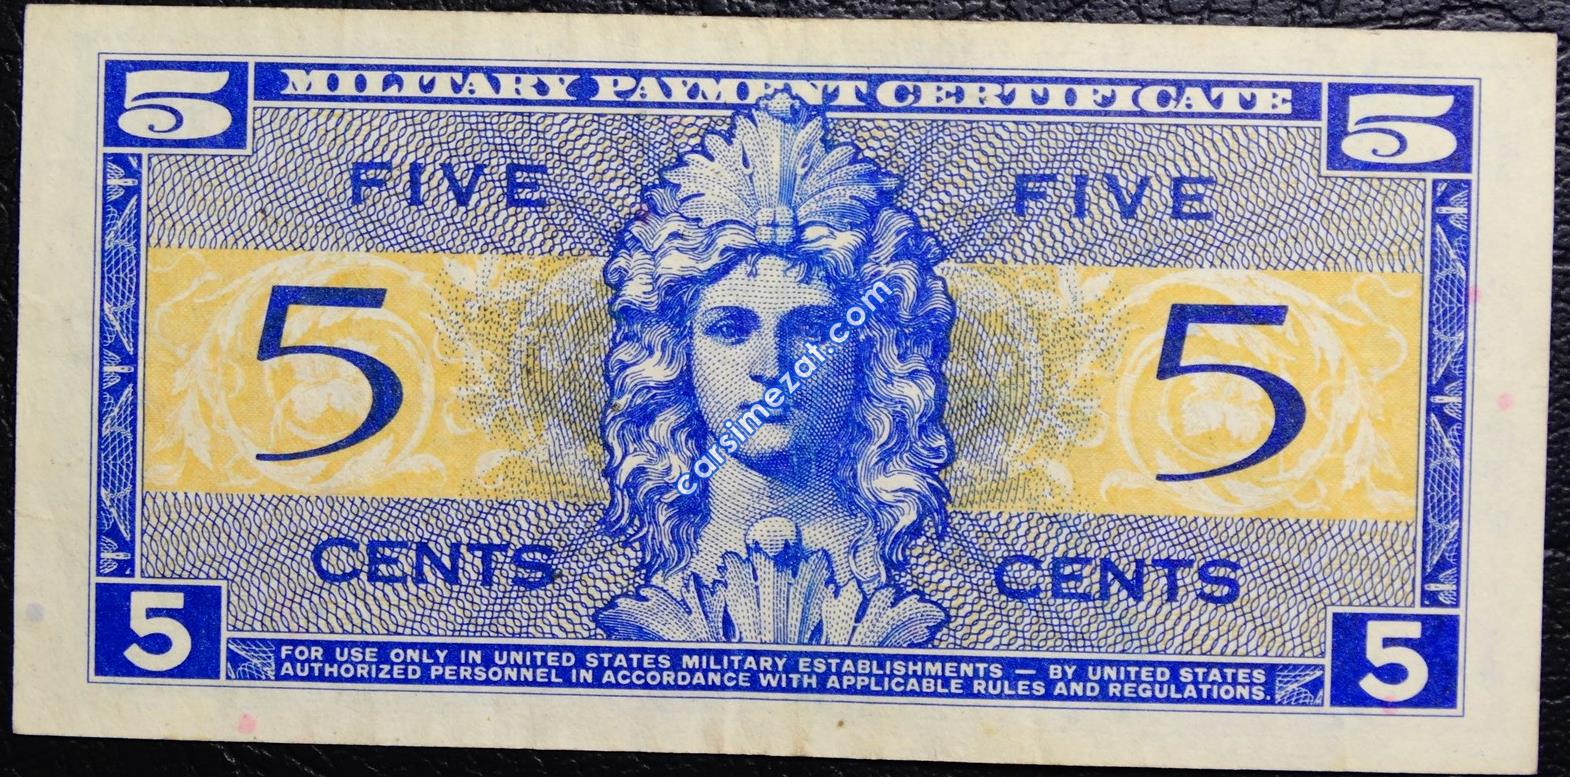 5 MILITARY PAYMENT CERTIFICATE 5
FIVE FIVE
5 5
carsimezat.com
CENTS CENTS
5 FOR USE ONLY IN UNITED STATES MILITARY ESTABLISHMENTS — BY UNITED STATES 5
AUTHORIZED PERSONNEL IN ACCORDANCE WITH APPLICABLE RULES AND REGULATIONS.